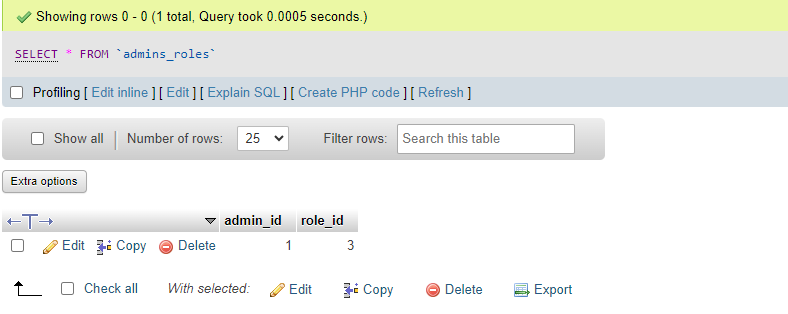 Showing rows 0 - 0 (1 total, Query took 0.0005 seconds.)
SELECT * FROM `admins_roles`
Profiling [ Edit inline ] [ Edit ] [ Explain SQL ] [ Create PHP code ] [ Refresh ]
Show all Number of rows: 25 Filter rows: Search this table
Extra options
←T→ admin_id role_id
Edit Copy Delete 1 3
Check all With selected: Edit Copy Delete Export